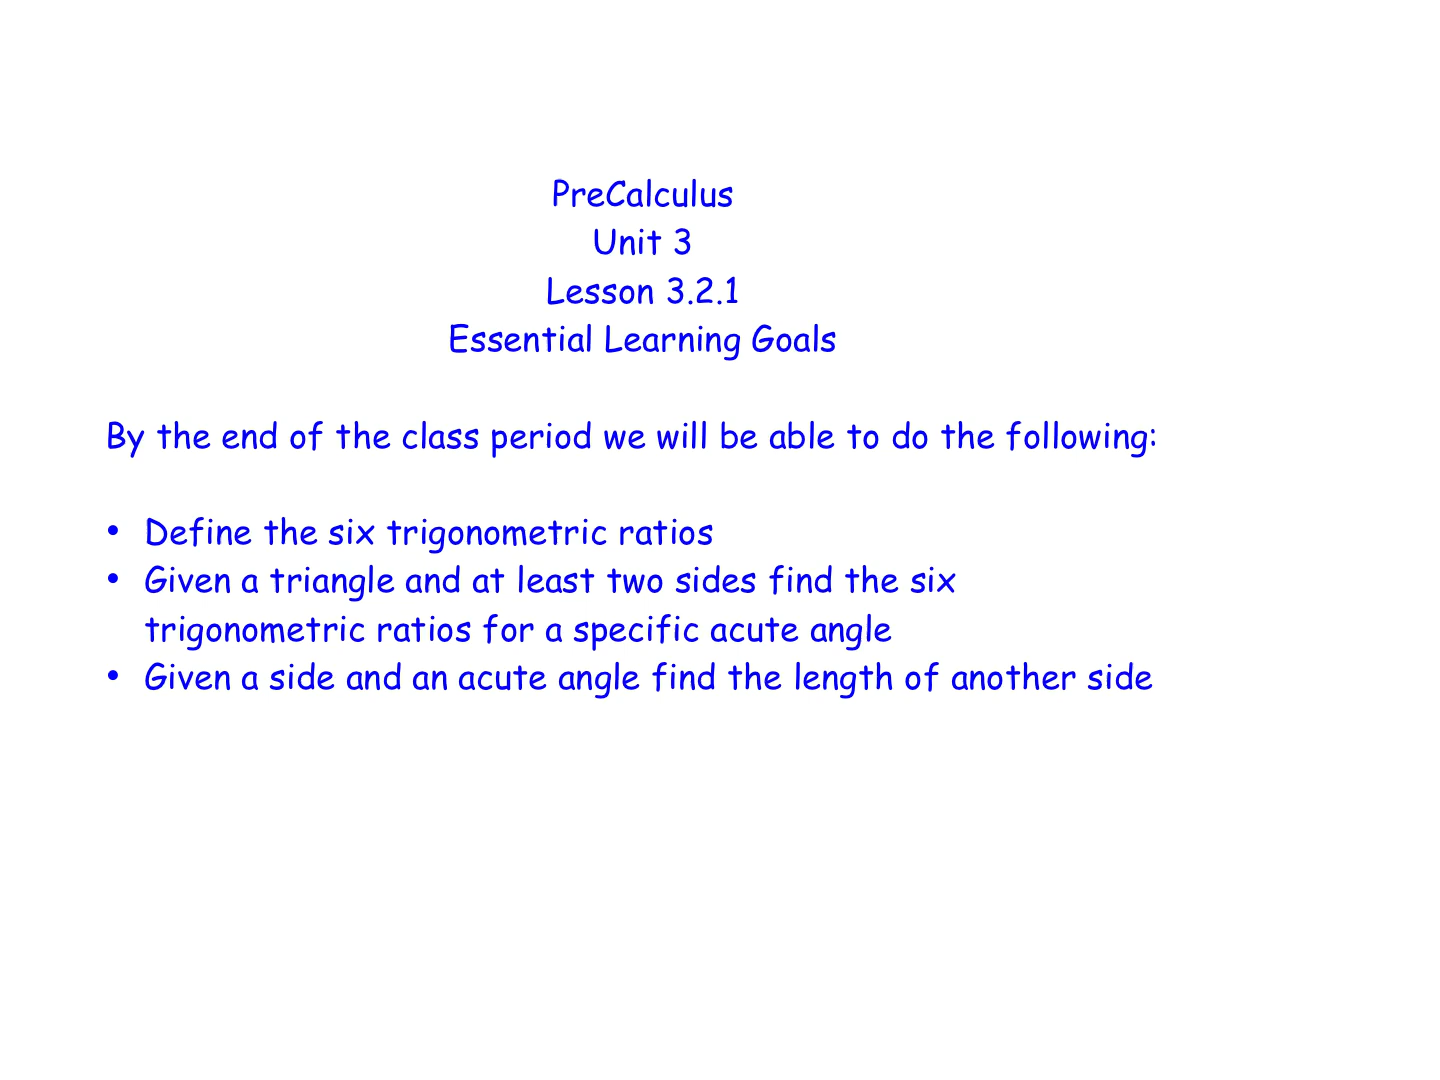 PreCalculus
Unit 3
Lesson 3.2.1
Essential Learning Goals
By the end of the class period we will be able to do the following:
• Define the six trigonometric ratios
• Given a triangle and at least two sides find the six
trigonometric ratios for a specific acute angle
• Given a side and an acute angle find the length of another side